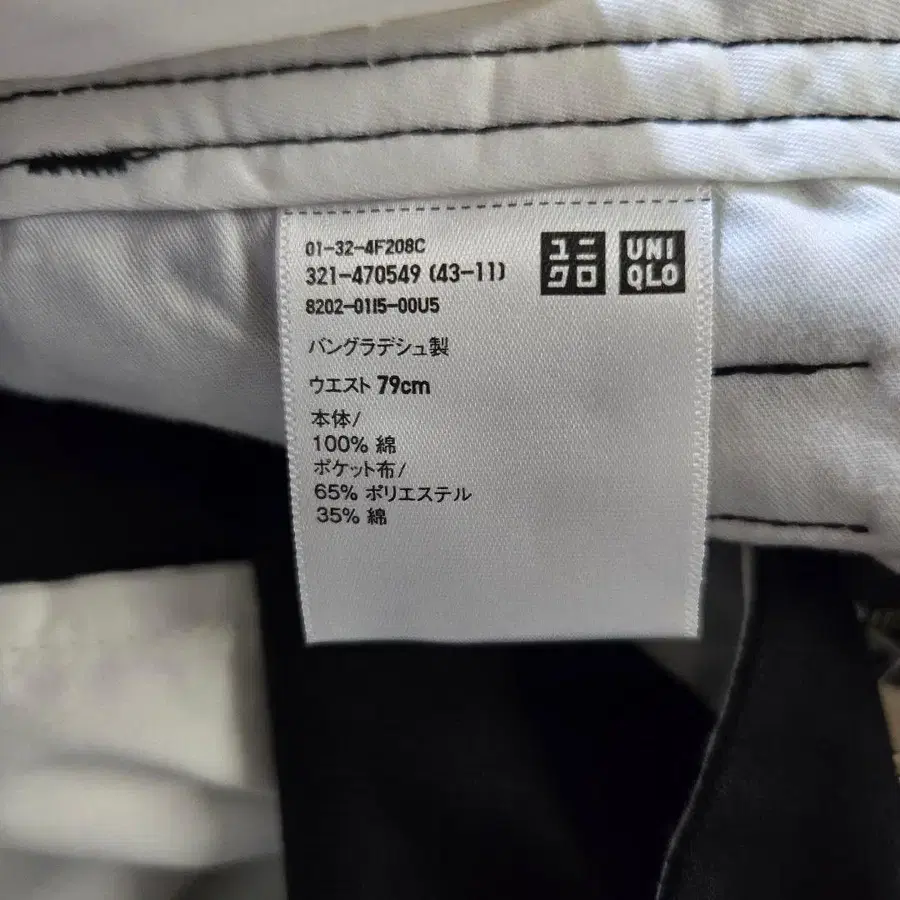 01-32-4F208C
321-470549 (43-11)
8202-01I5-00U5
ユニ
クロ
UNI
QLO
バングラデシュ製
ウエスト 79cm
本体/
100% 綿
ポケット布/
65% ポリエステル
35% 綿